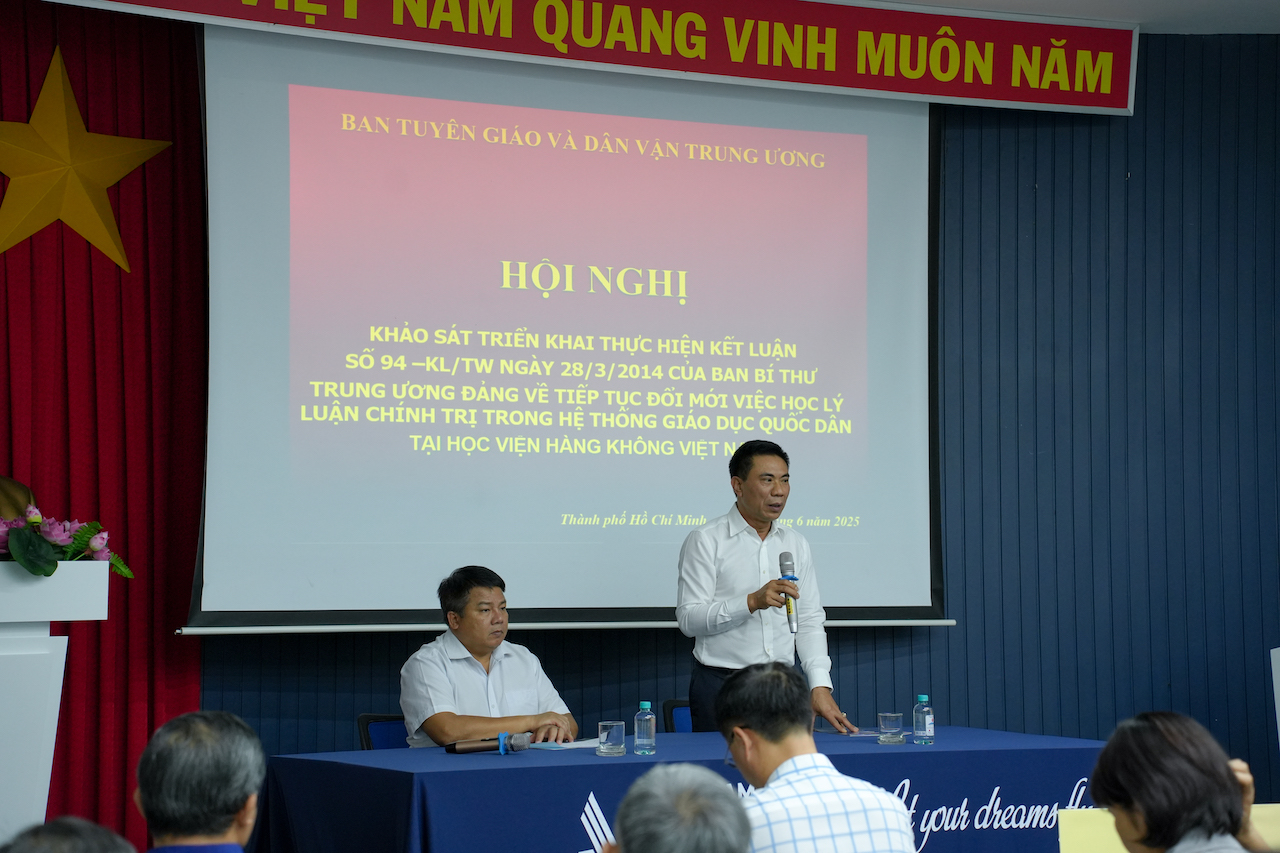 VIỆT NAM QUANG VINH MUÔN NĂM
BAN TUYÊN GIÁO VÀ DÂN VẬN TRUNG ƯƠNG
HỘI NGHỊ
KHẢO SÁT TRIỂN KHAI THỰC HIỆN KẾT LUẬN
SỐ 94 –KL/TW NGÀY 28/3/2014 CỦA BAN BÍ THƯ
TRUNG ƯƠNG ĐẢNG VỀ TIẾP TỤC ĐỔI MỚI VIỆC HỌC LÝ
LUẬN CHÍNH TRỊ TRONG HỆ THỐNG GIÁO DỤC QUỐC DÂN
TẠI HỌC VIỆN HÀNG KHÔNG VIỆT
Thành phố Hồ Chí Minh 6 năm 2025
your dreams